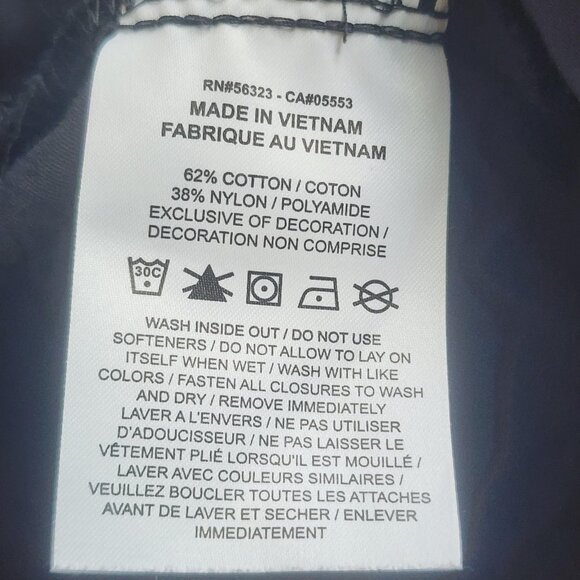 RN#56323 - CA#05553
MADE IN VIETNAM
FABRIQUE AU VIETNAM
62% COTTON / COTON
38% NYLON / POLYAMIDE
EXCLUSIVE OF DECORATION /
DECORATION NON COMPRISE
30C
WASH INSIDE OUT / DO NOT USE
SOFTENERS / DO NOT ALLOW TO LAY ON
ITSELF WHEN WET / WASH WITH LIKE
COLORS / FASTEN ALL CLOSURES TO WASH
AND DRY / REMOVE IMMEDIATELY
LAVER A L'ENVERS / NE PAS UTILISER
D'ADOUCISSEUR / NE PAS LAISSER LE
VÊTEMENT PLIÉ LORSQU'IL EST MOUILLÉ /
LAVER AVEC COULEURS SIMILAIRES /
VEUILLEZ BOUCLER TOUTES LES ATTACHES
AVANT DE LAVER ET SECHER / ENLEVER
IMMEDIATEMENT